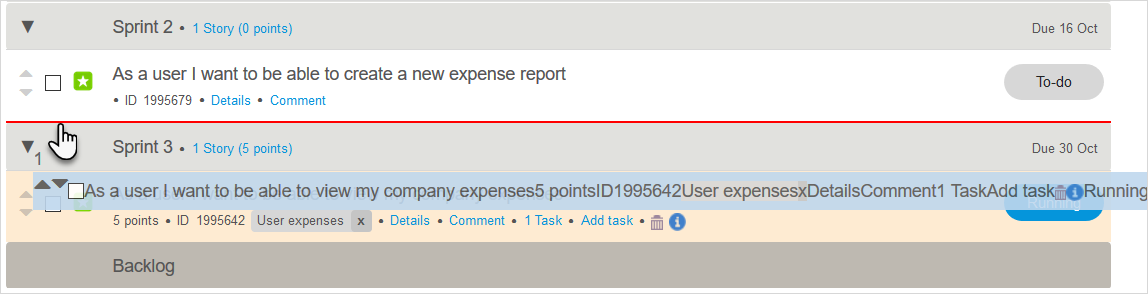 Sprint 2 • 1 Story (0 points) Due 16 Oct
As a user I want to be able to create a new expense report To-do
• ID 1995679 • Details • Comment
Sprint 3 • 1 Story (5 points) Due 30 Oct
1
As a user I want to be able to view my company expenses5 pointsID1995642User expensesxDetailsComment1 TaskAdd taskRunning
Running
5 points • ID 1995642 User expenses x • Details • Comment • 1 Task • Add task •
Backlog